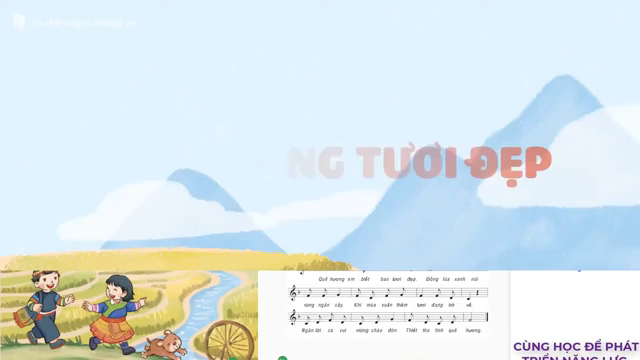 NG TƯƠI ĐẸP
Quê hương em biết bao tươi đẹp. Đồng lúa xanh núi
rừng ngàn cây. Khi mùa xuân thắm tươi đang trở về.
Ngàn lời ca vui mừng chào đón. Thiết tha tình quê hương.
CÙNG HỌC ĐỂ PHÁT
TRIỂN NĂNG LỰC